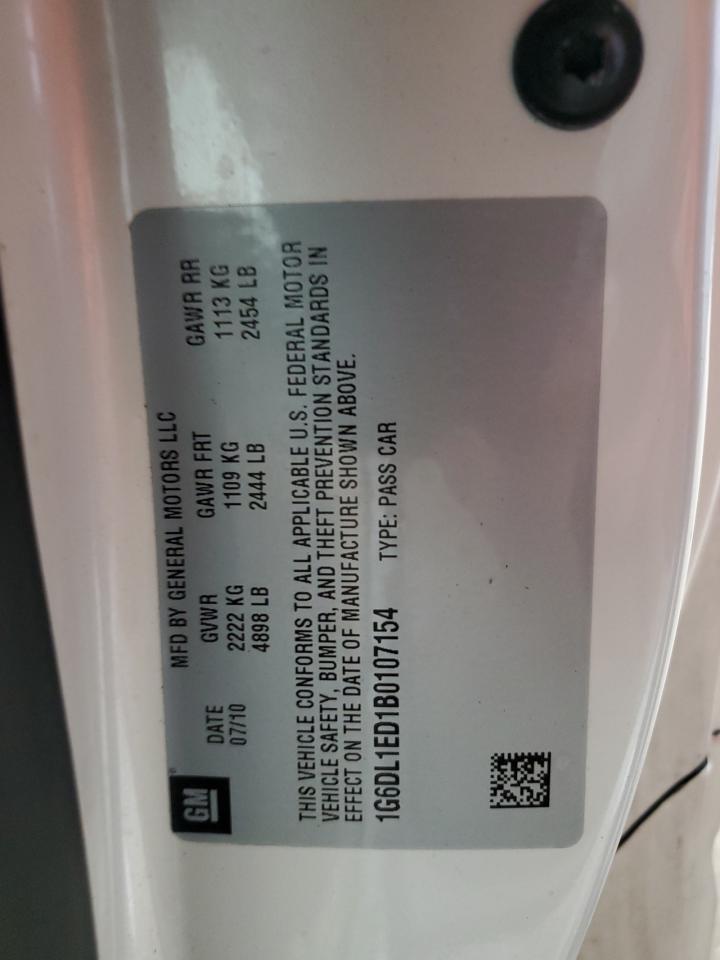 GM
MFD BY GENERAL MOTORS LLC
DATE GVWR GAWR FRT GAWR RR
07/10 2222 KG 1109 KG 1113 KG
4898 LB 2444 LB 2454 LB
THIS VEHICLE CONFORMS TO ALL APPLICABLE U.S. FEDERAL MOTOR
VEHICLE SAFETY, BUMPER, AND THEFT PREVENTION STANDARDS IN
EFFECT ON THE DATE OF MANUFACTURE SHOWN ABOVE.
1G6DL1ED1B0107154 TYPE: PASS CAR